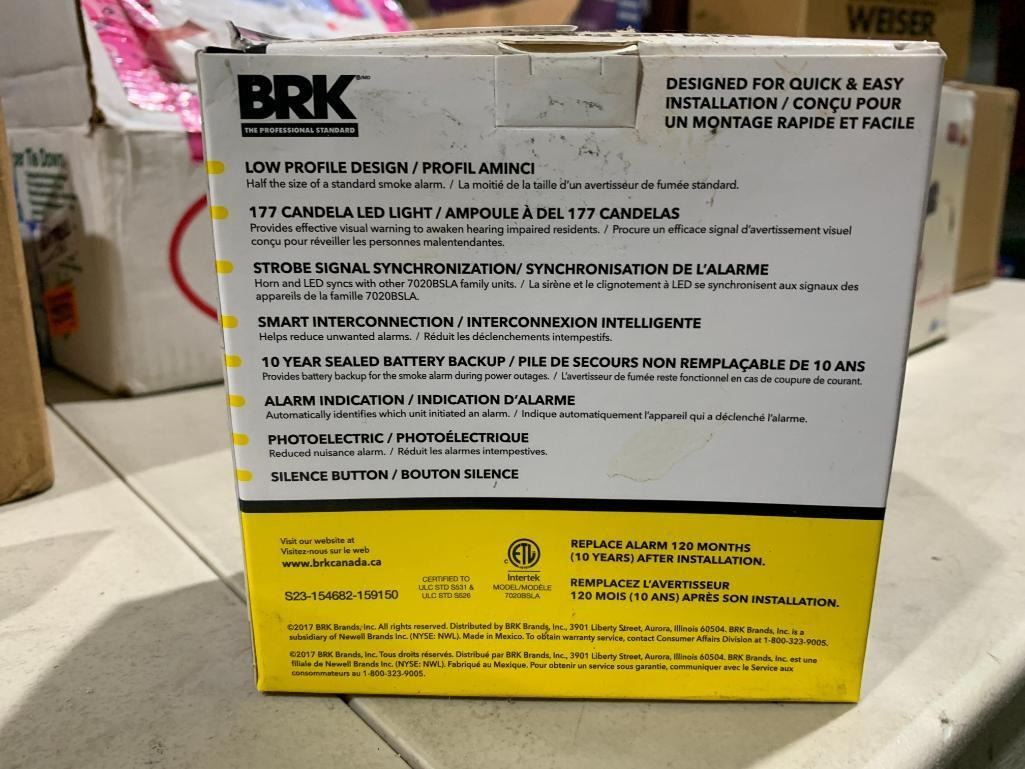 WEISER
per Tie Down
BRK ®/MD
THE PROFESSIONAL STANDARD
DESIGNED FOR QUICK & EASY
INSTALLATION / CONÇU POUR
UN MONTAGE RAPIDE ET FACILE
LOW PROFILE DESIGN / PROFIL AMINCI
Half the size of a standard smoke alarm. / La moitié de la taille d'un avertisseur de fumée standard.
177 CANDELA LED LIGHT / AMPOULE À DEL 177 CANDELAS
Provides effective visual warning to awaken hearing impaired residents. / Procure un efficace signal d'avertissement visuel
conçu pour réveiller les personnes malentendantes.
STROBE SIGNAL SYNCHRONIZATION/ SYNCHRONISATION DE L'ALARME
Horn and LED syncs with other 7020BSLA family units. / La sirène et le clignotement à LED se synchronisent aux signaux des
appareils de la famille 7020BSLA.
SMART INTERCONNECTION / INTERCONNEXION INTELLIGENTE
Helps reduce unwanted alarms. / Réduit les déclenchements intempestifs.
10 YEAR SEALED BATTERY BACKUP / PILE DE SECOURS NON REMPLAÇABLE DE 10 ANS
Provides battery backup for the smoke alarm during power outages. / L'avertisseur de fumée reste fonctionnel en cas de coupure de courant.
ALARM INDICATION / INDICATION D'ALARME
Automatically identifies which unit initiated an alarm. / Indique automatiquement l'appareil qui a déclenché l'alarme.
PHOTOELECTRIC / PHOTOÉLECTRIQUE
Reduced nuisance alarm. / Réduit les alarmes intempestives.
SILENCE BUTTON / BOUTON SILENCE
Visit our website at
Visitez-nous sur le web
www.brkcanada.ca
S23-154682-159150
CERTIFIED TO
ULC STD S531 &
ULC STD S526
c ETL
Intertek
MODEL/MODÈLE
7020BSLA
REPLACE ALARM 120 MONTHS
(10 YEARS) AFTER INSTALLATION.
REMPLACEZ L'AVERTISSEUR
120 MOIS (10 ANS) APRÈS SON INSTALLATION.
©2017 BRK Brands, Inc. All rights reserved. Distributed by BRK Brands, Inc., 3901 Liberty Street, Aurora, Illinois 60504. BRK Brands, Inc. is a
subsidiary of Newell Brands Inc. (NYSE: NWL). Made in Mexico. To obtain warranty service, contact Consumer Affairs Division at 1-800-323-9005.
©2017 BRK Brands, Inc. Tous droits réservés. Distribué par BRK Brands, Inc., 3901 Liberty Street, Aurora, Illinois 60504. BRK Brands, Inc. est une
filiale de Newell Brands Inc. (NYSE: NWL). Fabriqué au Mexique. Pour obtenir un service sous garantie, communiquer avec le Service aux
consommateurs au 1-800-323-9005.